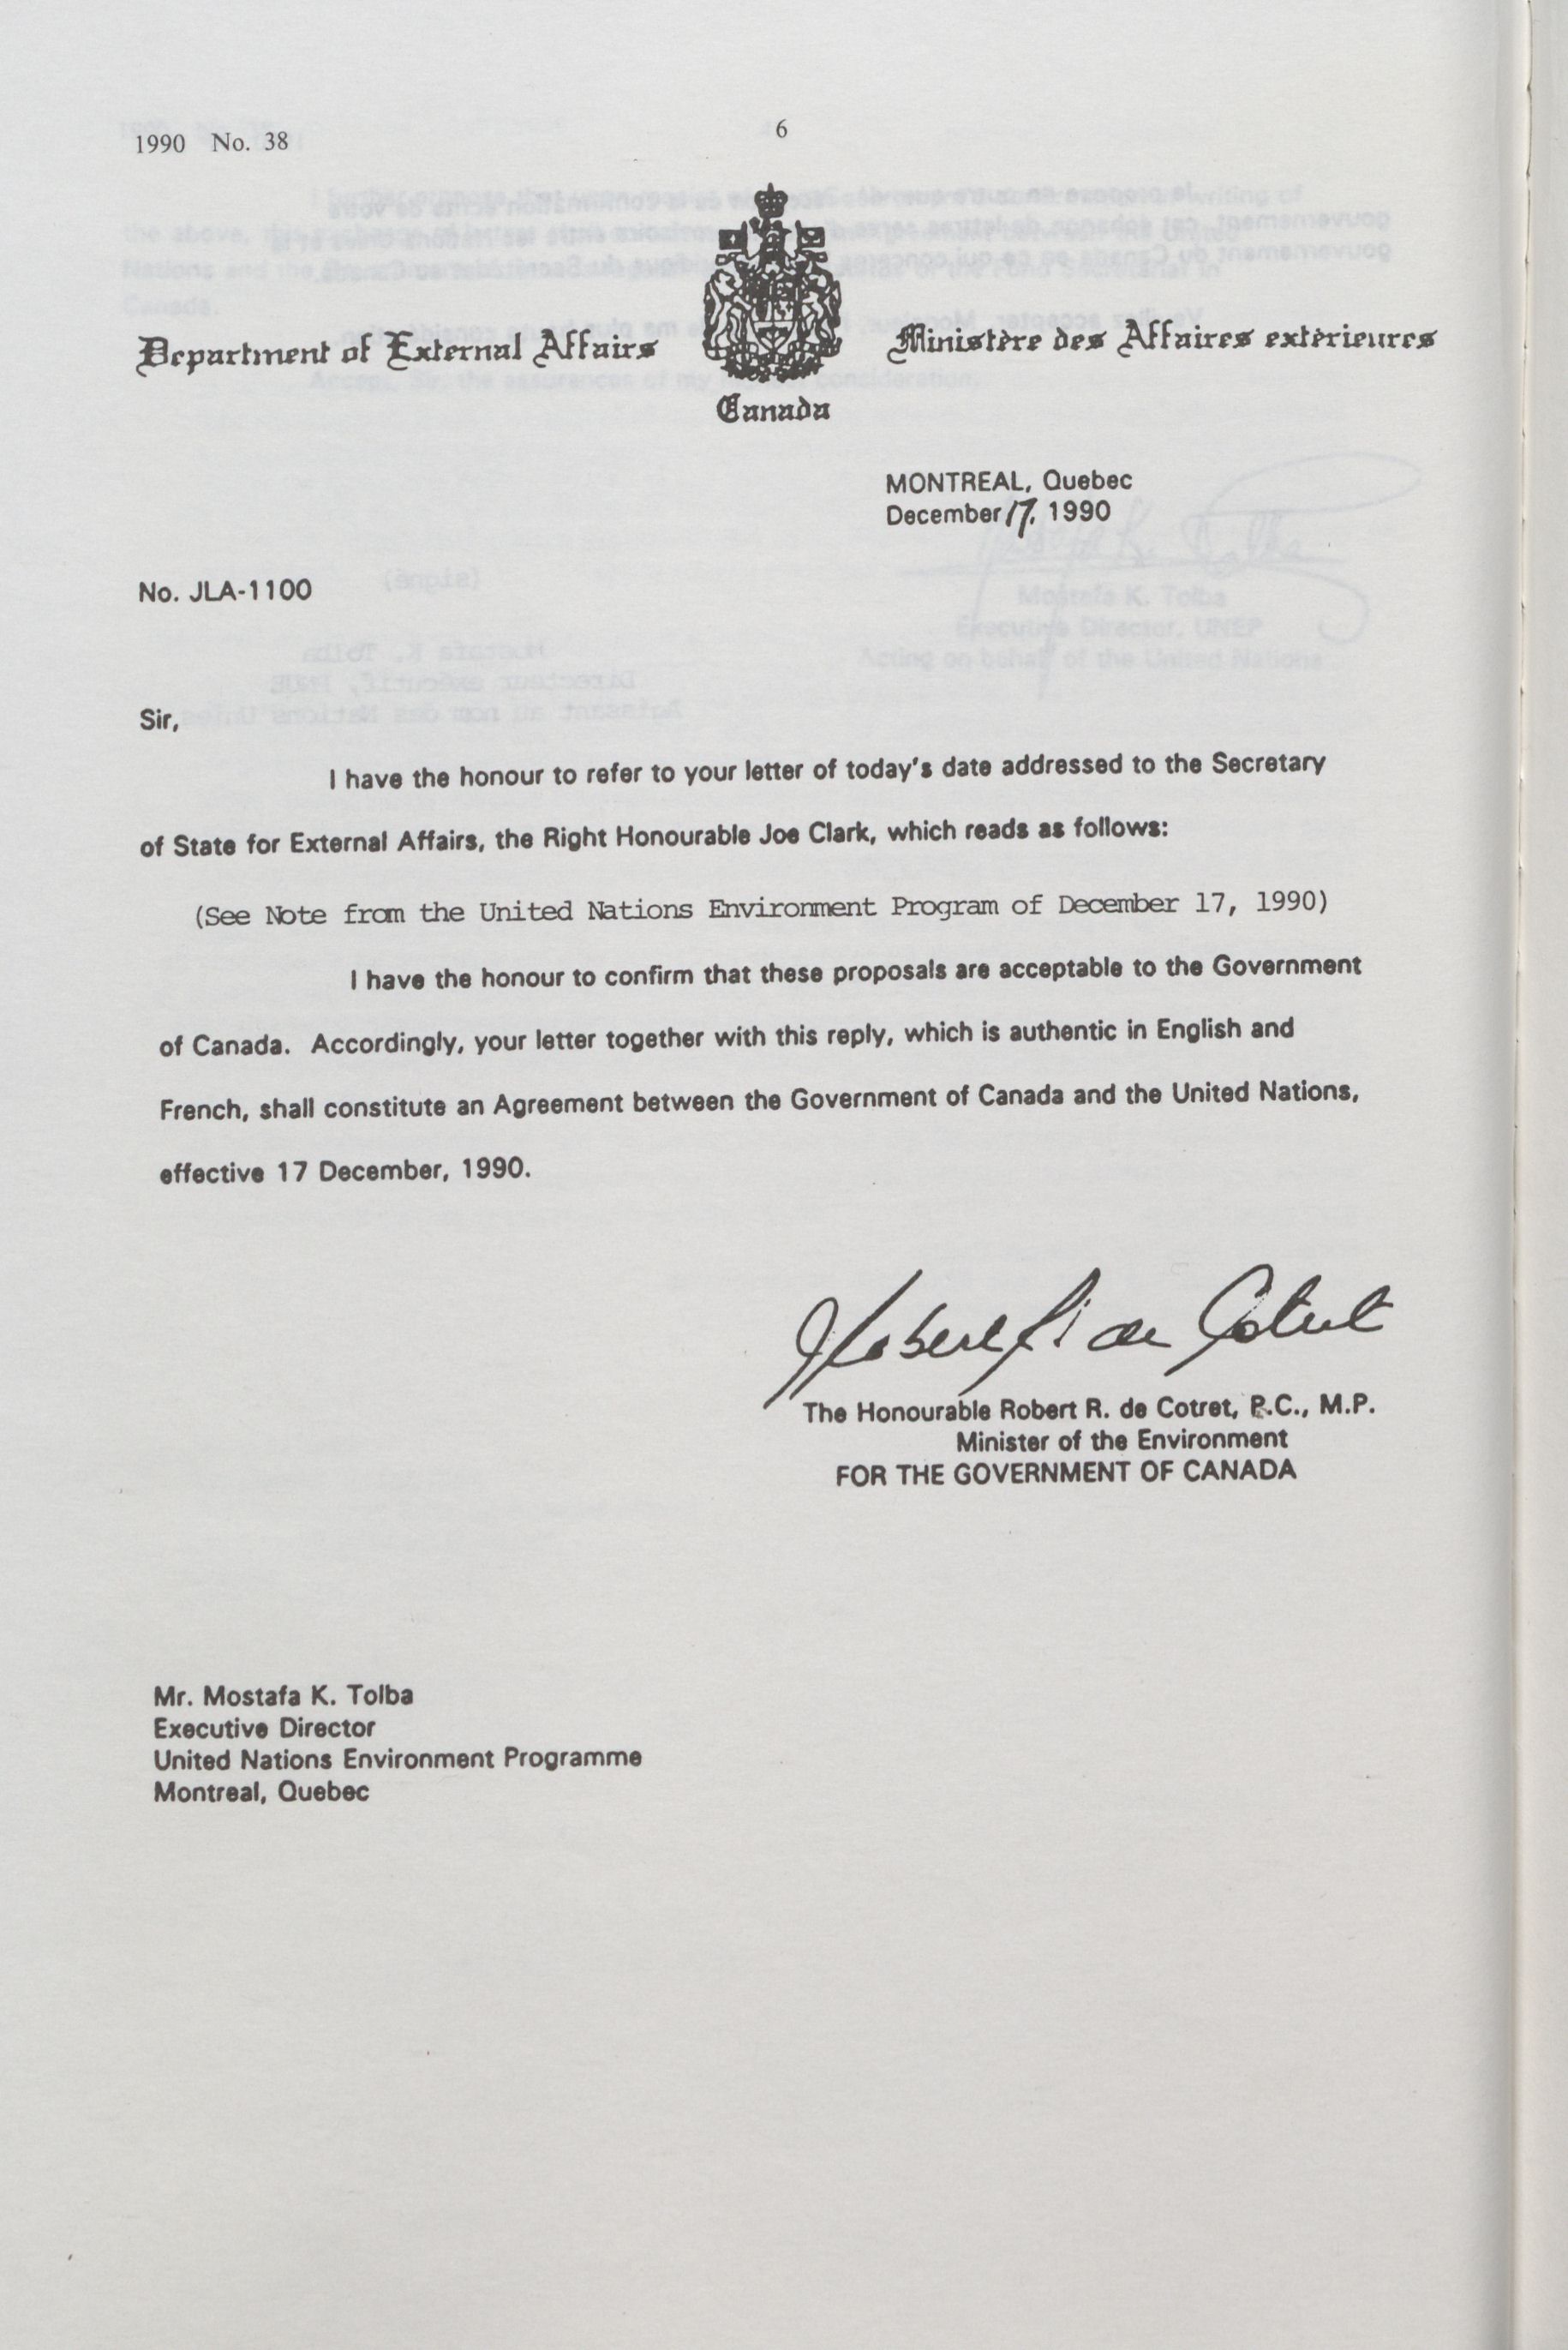 1990 No. 38
6
Department of External Affairs
Ministère des Affaires extérieures
Canada
MONTREAL, Quebec
December 17, 1990
No. JLA-1100
Sir,
I have the honour to refer to your letter of today's date addressed to the Secretary
of State for External Affairs, the Right Honourable Joe Clark, which reads as follows:
(See Note from the United Nations Environment Program of December 17, 1990)
I have the honour to confirm that these proposals are acceptable to the Government
of Canada. Accordingly, your letter together with this reply, which is authentic in English and
French, shall constitute an Agreement between the Government of Canada and the United Nations,
effective 17 December, 1990.
Robert R. de Cotret
The Honourable Robert R. de Cotret, P.C., M.P.
Minister of the Environment
FOR THE GOVERNMENT OF CANADA
Mr. Mostafa K. Tolba
Executive Director
United Nations Environment Programme
Montreal, Quebec